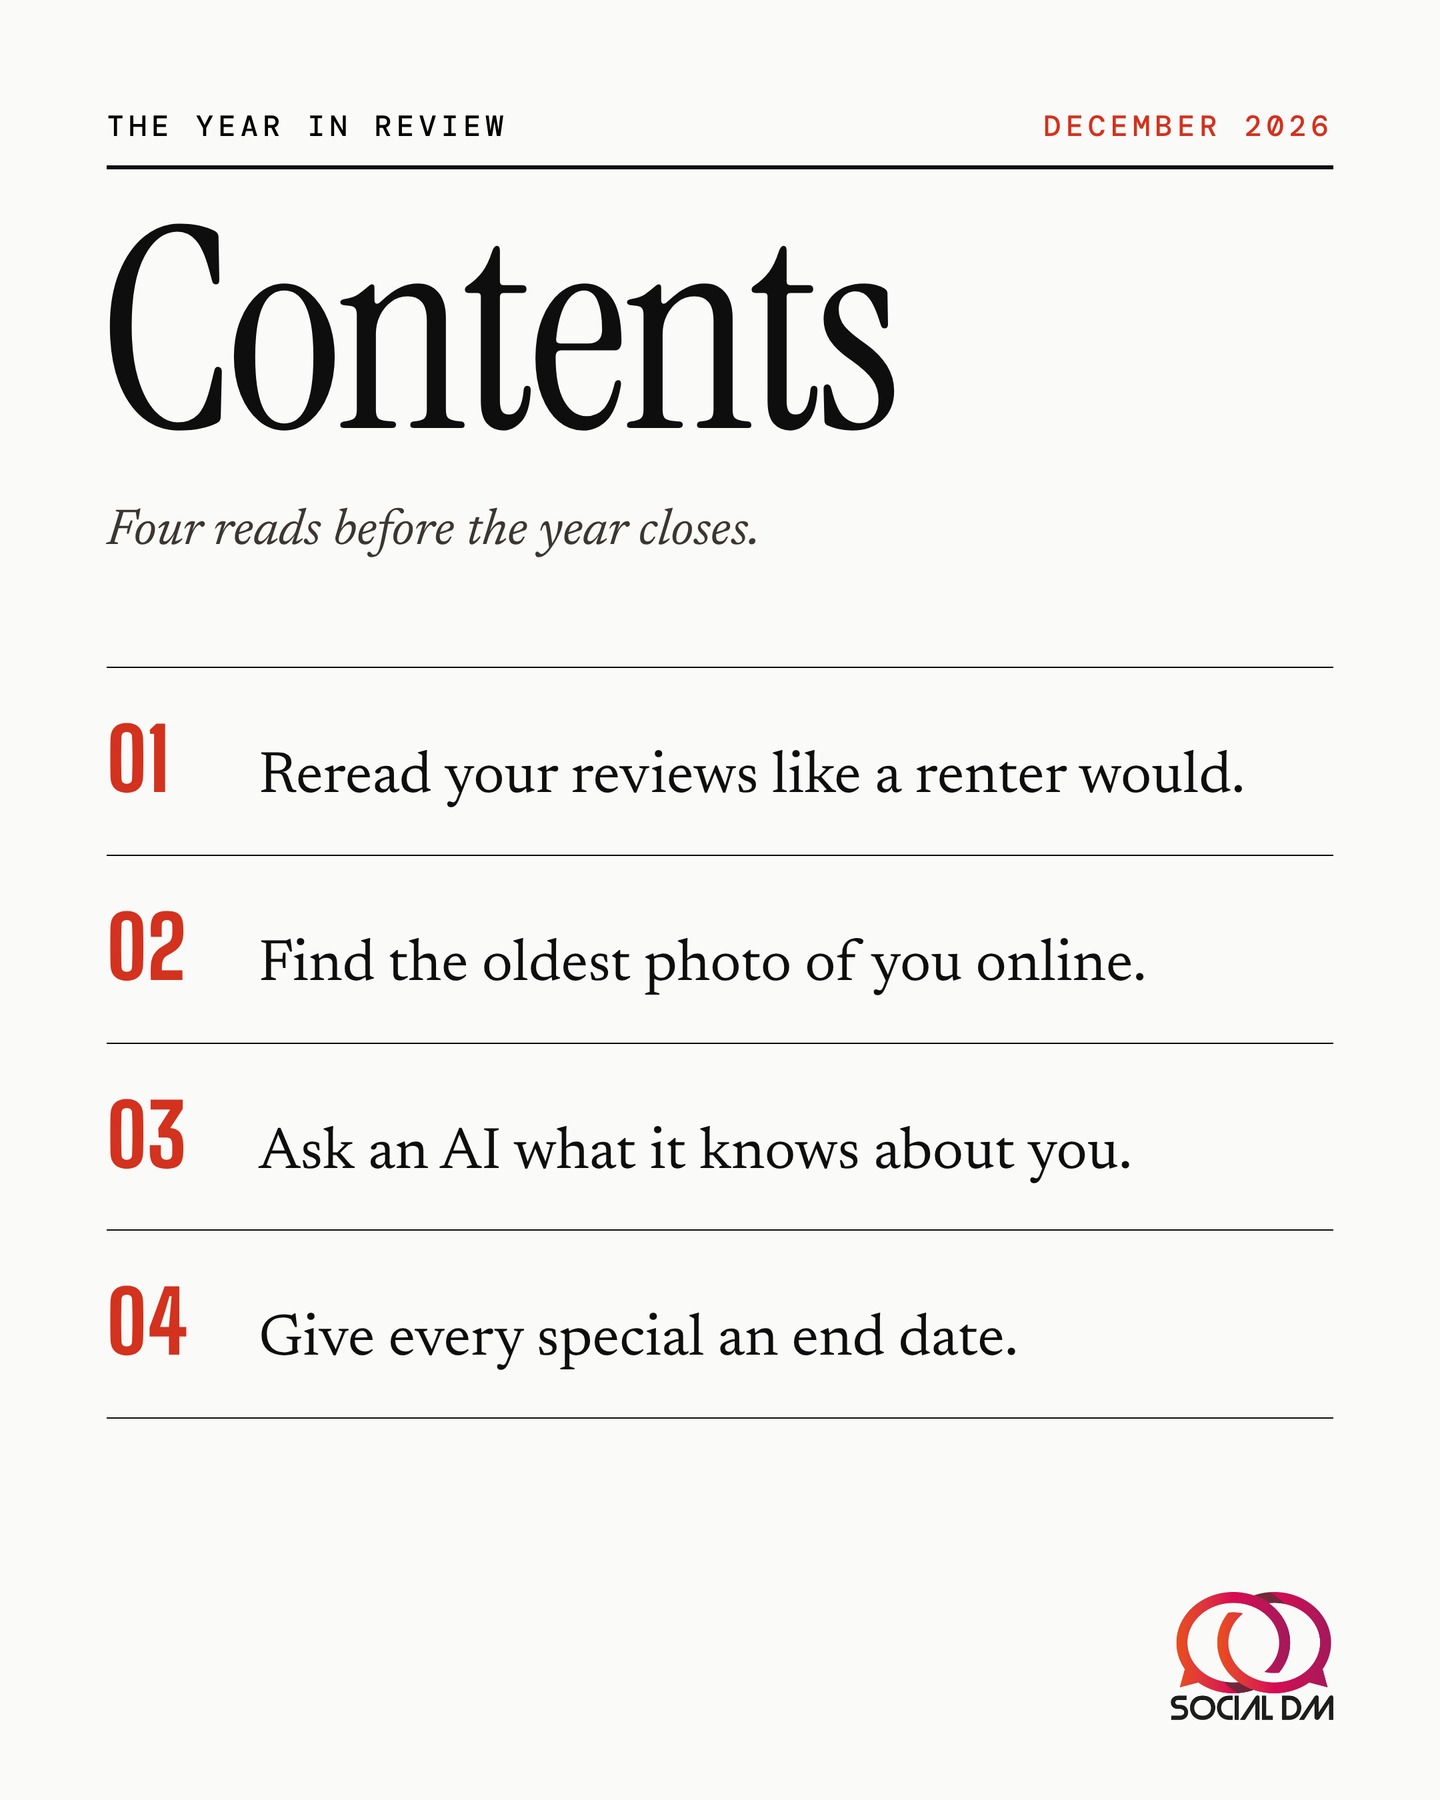 THE YEAR IN REVIEW
DECEMBER 2026
Contents
Four reads before the year closes.
01 Reread your reviews like a renter would.
02 Find the oldest photo of you online.
03 Ask an AI what it knows about you.
04 Give every special an end date.
SOCIAL DM